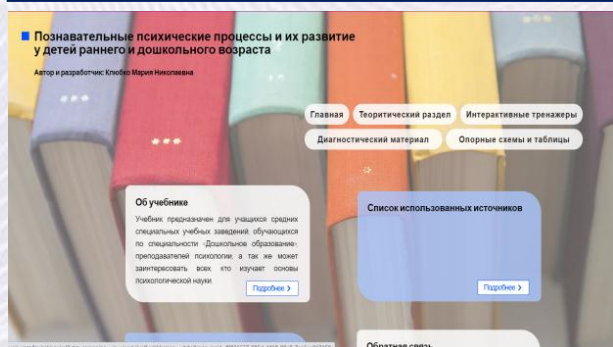 Познавательные психические процессы и их развитие
у детей раннего и дошкольного возраста
Автор и разработчик: Клюбко Мария Николаевна
Главная
Теоритический раздел
Интерактивные тренажеры
Диагностический материал
Опорные схемы и таблицы
Об учебнике
Учебник предназначен для учащихся средних
специальных учебных заведений, обучающихся
по специальности «Дошкольное образование»,
преподавателей психологии, а так же может
заинтересовать всех, кто изучает основы
психологической науки.
Подробнее >
Список использованных источников
Подробнее >
Обратная связь